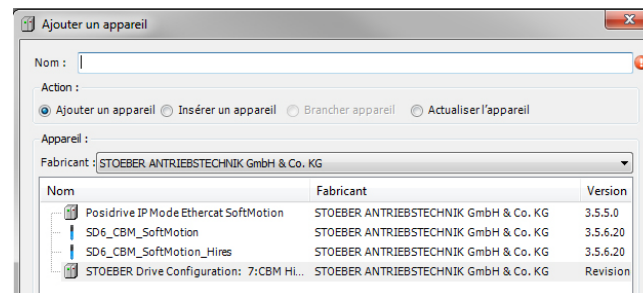 Ajouter un appareil
Nom :
Action :
Ajouter un appareil Insérer un appareil Brancher appareil Actualiser l'appareil
Appareil :
Fabricant : STOEBER ANTRIEBSTECHNIK GmbH & Co. KG
Nom Fabricant Version
Posidrive IP Mode Ethercat SoftMotion STOEBER ANTRIEBSTECHNIK GmbH & Co. KG 3.5.5.0
SD6_CBM_SoftMotion STOEBER ANTRIEBSTECHNIK GmbH & Co. KG 3.5.6.20
SD6_CBM_SoftMotion_Hires STOEBER ANTRIEBSTECHNIK GmbH & Co. KG 3.5.6.20
STOEBER Drive Configuration: 7:CBM Hi... STOEBER ANTRIEBSTECHNIK GmbH & Co. KG Revision